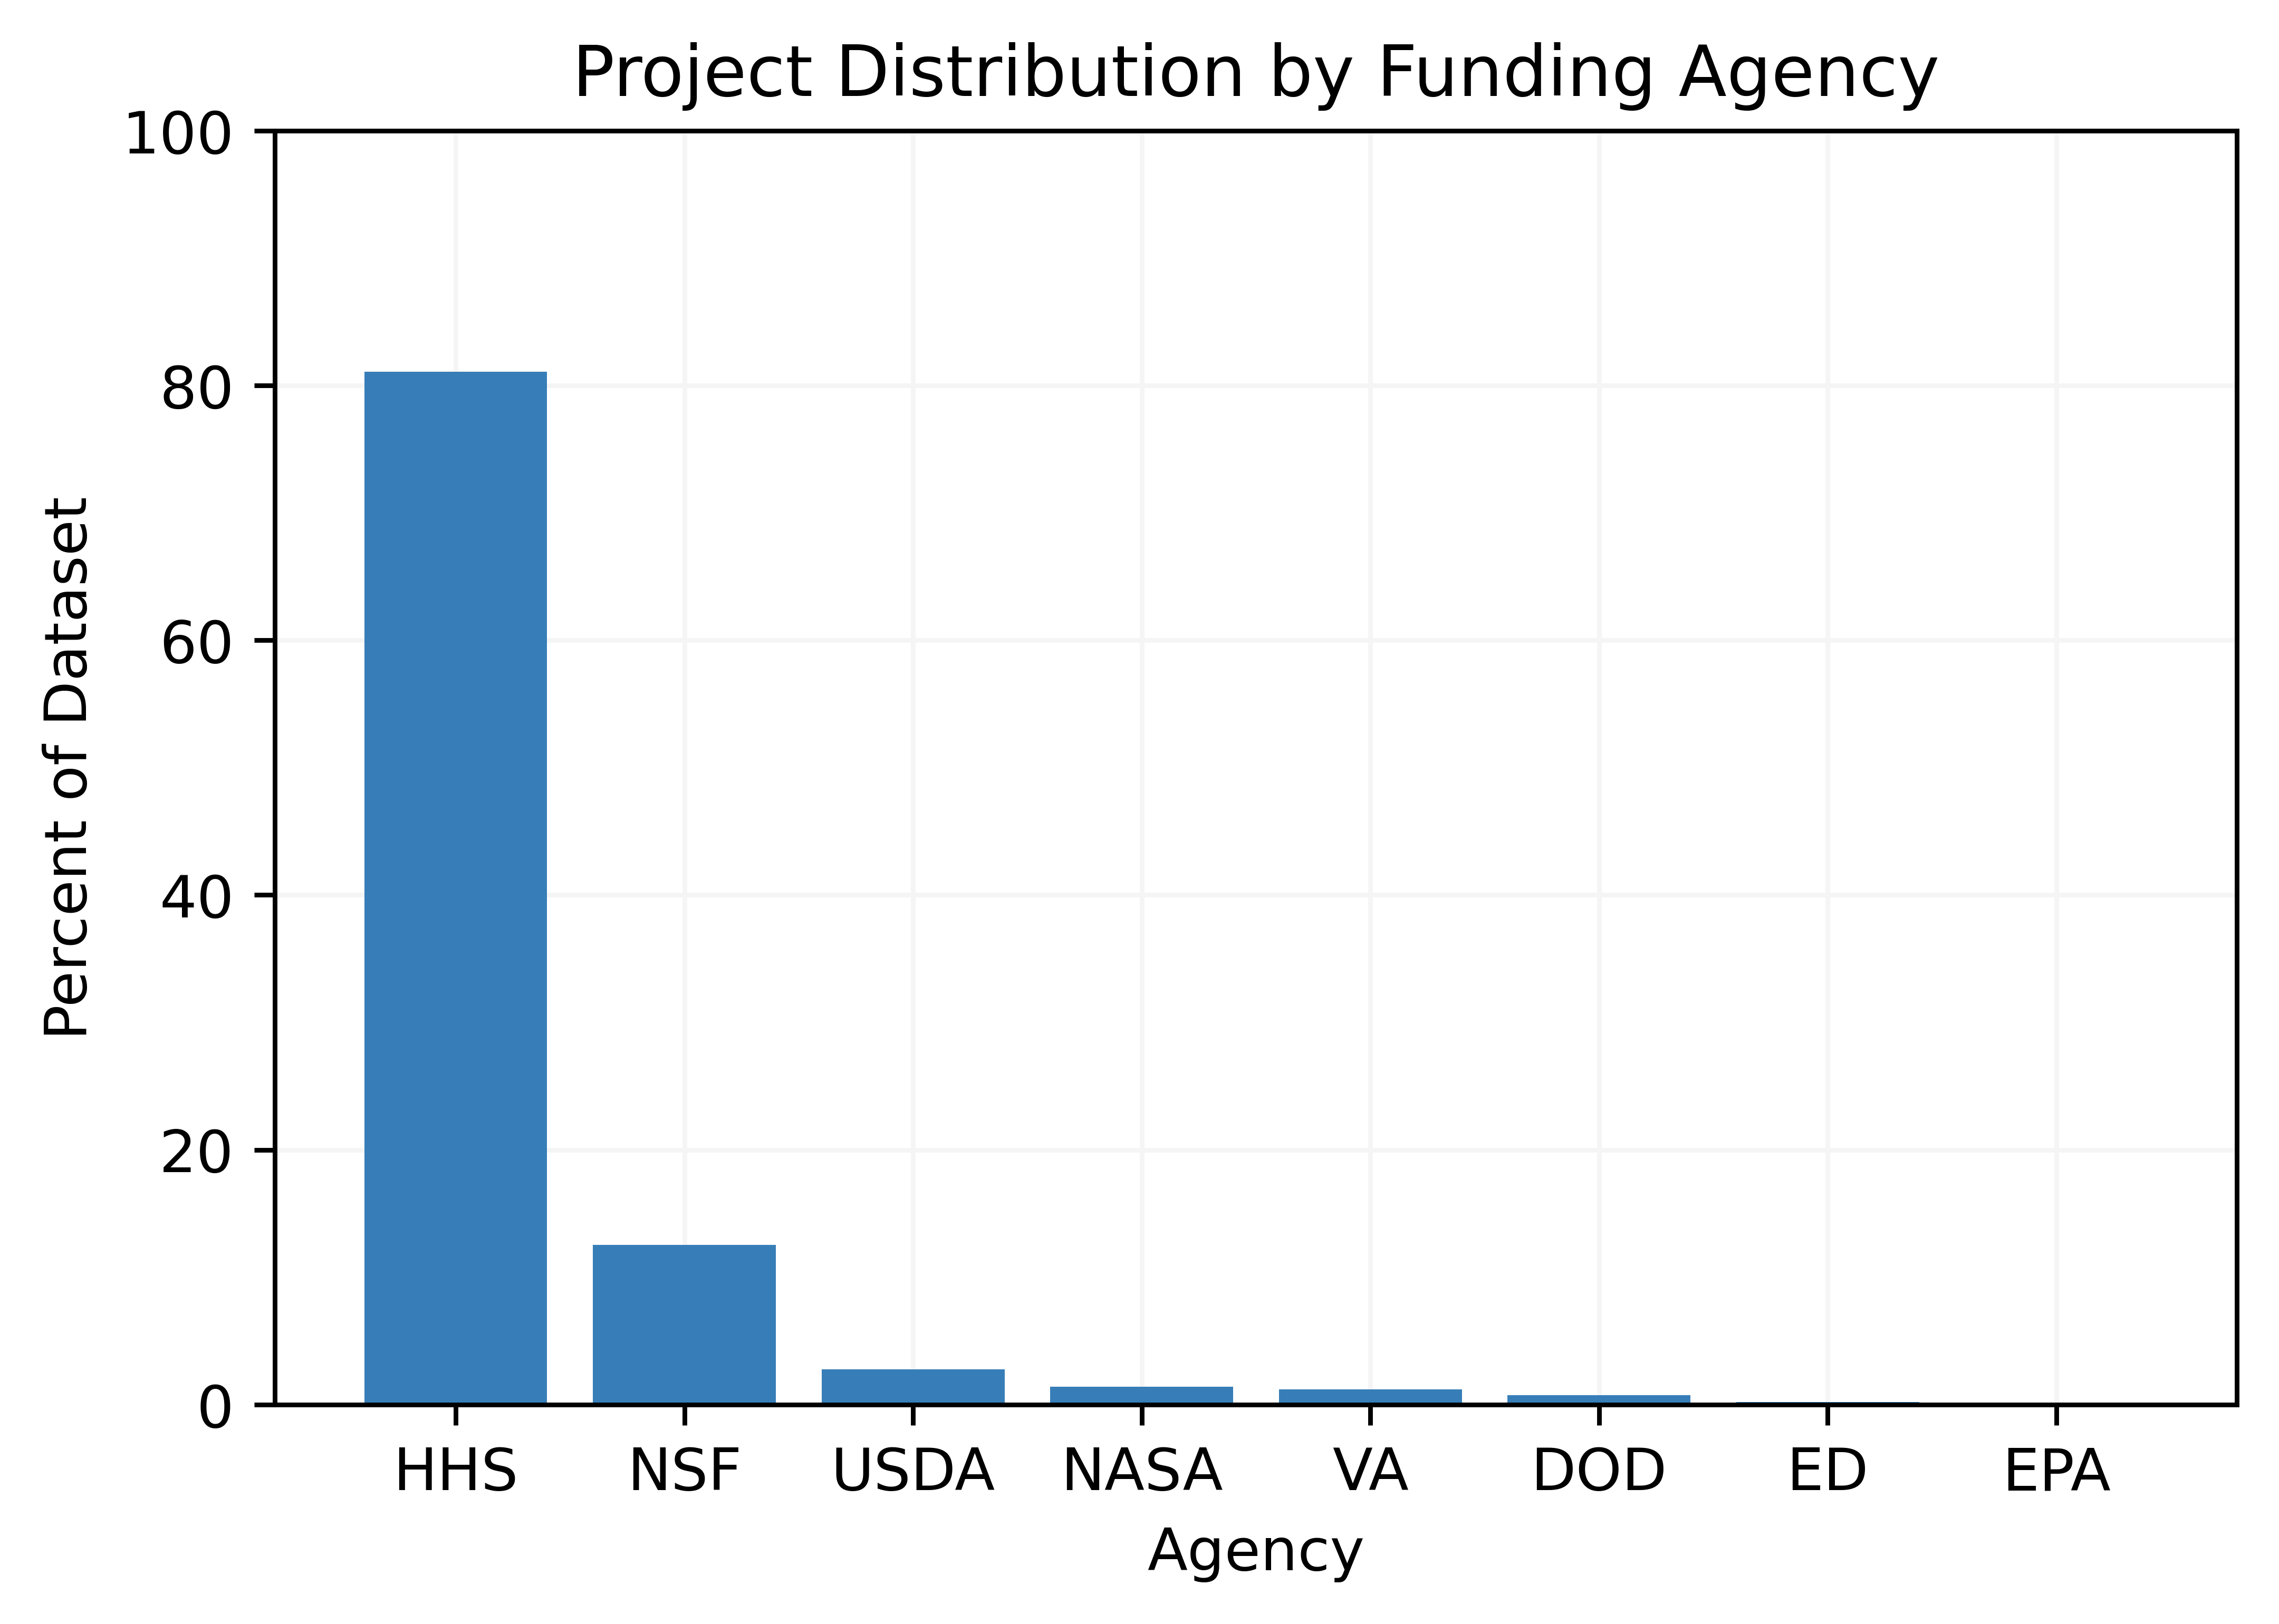 Project Distribution by Funding Agency
100
80
60
40
20
0
Percent of Dataset
HHS NSF USDA NASA VA DOD ED EPA
Agency